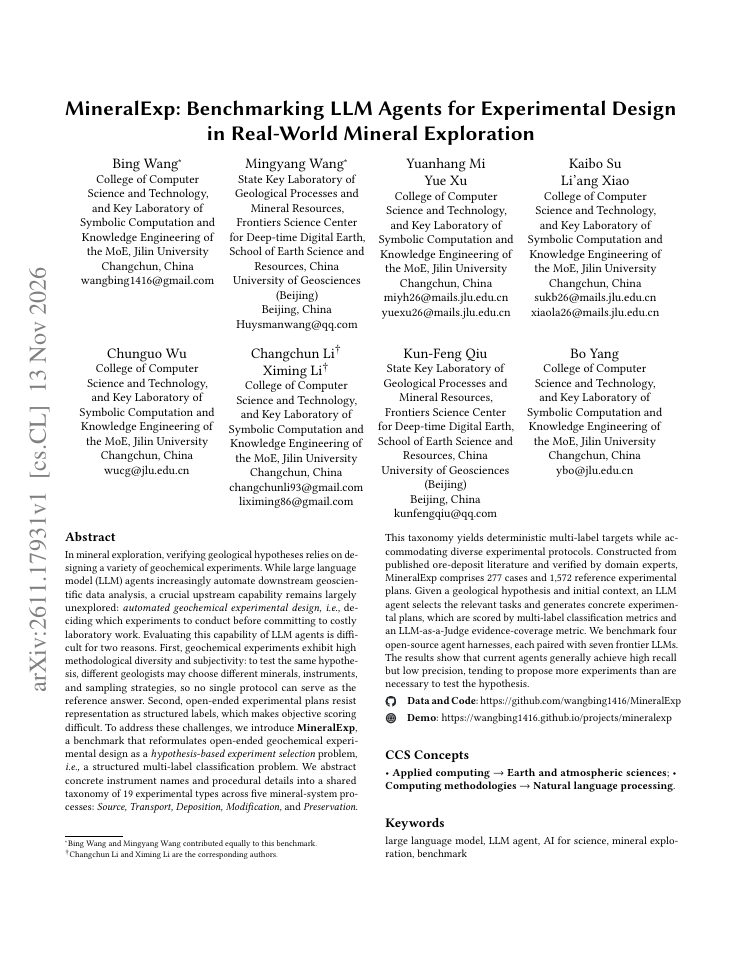 MineralExp: Benchmarking LLM Agents for Experimental Design
in Real-World Mineral Exploration
Bing Wang*
College of Computer
Science and Technology,
and Key Laboratory of
Symbolic Computation and
Knowledge Engineering of
the MoE, Jilin University
Changchun, China
wangbing1416@gmail.com
Mingyang Wang*
State Key Laboratory of
Geological Processes and
Mineral Resources,
Frontiers Science Center
for Deep-time Digital Earth,
School of Earth Science and
Resources, China
University of Geosciences
(Beijing)
Beijing, China
Huysmanwang@qq.com
Yuanhang Mi
Yue Xu
College of Computer
Science and Technology,
and Key Laboratory of
Symbolic Computation and
Knowledge Engineering of
the MoE, Jilin University
Changchun, China
miyh26@mails.jlu.edu.cn
yuexu26@mails.jlu.edu.cn
Kaibo Su
Li'ang Xiao
College of Computer
Science and Technology,
and Key Laboratory of
Symbolic Computation and
Knowledge Engineering of
the MoE, Jilin University
Changchun, China
sukb26@mails.jlu.edu.cn
xiaola26@mails.jlu.edu.cn
Chunguo Wu
College of Computer
Science and Technology,
and Key Laboratory of
Symbolic Computation and
Knowledge Engineering of
the MoE, Jilin University
Changchun, China
wucg@jlu.edu.cn
Changchun Li†
Ximing Li†
College of Computer
Science and Technology,
and Key Laboratory of
Symbolic Computation and
Knowledge Engineering of
the MoE, Jilin University
Changchun, China
changchunli93@gmail.com
liximing86@gmail.com
Kun-Feng Qiu
State Key Laboratory of
Geological Processes and
Mineral Resources,
Frontiers Science Center
for Deep-time Digital Earth,
School of Earth Science and
Resources, China
University of Geosciences
(Beijing)
Beijing, China
kunfengqiu@qq.com
Bo Yang
College of Computer
Science and Technology,
and Key Laboratory of
Symbolic Computation and
Knowledge Engineering of
the MoE, Jilin University
Changchun, China
ybo@jlu.edu.cn
arXiv:2611.17931v1 [cs.CL] 13 Nov 2026
Abstract
In mineral exploration, verifying geological hypotheses relies on de-
signing a variety of geochemical experiments. While large language
model (LLM) agents increasingly automate downstream geoscien-
tific data analysis, a crucial upstream capability remains largely
unexplored: automated geochemical experimental design, i.e., de-
ciding which experiments to conduct before committing to costly
laboratory work. Evaluating this capability of LLM agents is diffi-
cult for two reasons. First, geochemical experiments exhibit high
methodological diversity and subjectivity: to test the same hypothe-
sis, different geologists may choose different minerals, instruments,
and sampling strategies, so no single protocol can serve as the
reference answer. Second, open-ended experimental plans resist
representation as structured labels, which makes objective scoring
difficult. To address these challenges, we introduce MineralExp,
a benchmark that reformulates open-ended geochemical experi-
mental design as a hypothesis-based experiment selection problem,
i.e., a structured multi-label classification problem. We abstract
concrete instrument names and procedural details into a shared
taxonomy of 19 experimental types across five mineral-system pro-
cesses: Source, Transport, Deposition, Modification, and Preservation.
*Bing Wang and Mingyang Wang contributed equally to this benchmark.
†Changchun Li and Ximing Li are the corresponding authors.
This taxonomy yields deterministic multi-label targets while ac-
commodating diverse experimental protocols. Constructed from
published ore-deposit literature and verified by domain experts,
MineralExp comprises 277 cases and 1,572 reference experimental
plans. Given a geological hypothesis and initial context, an LLM
agent selects the relevant tasks and generates concrete experimen-
tal plans, which are scored by multi-label classification metrics and
an LLM-as-a-Judge evidence-coverage metric. We benchmark four
open-source agent harnesses, each paired with seven frontier LLMs.
The results show that current agents generally achieve high recall
but low precision, tending to propose more experiments than are
necessary to test the hypothesis.
Data and Code: https://github.com/wangbing1416/MineralExp
Demo: https://wangbing1416.github.io/projects/mineralexp
CCS Concepts
• Applied computing → Earth and atmospheric sciences; •
Computing methodologies → Natural language processing.
Keywords
large language model, LLM agent, AI for science, mineral explo-
ration, benchmark